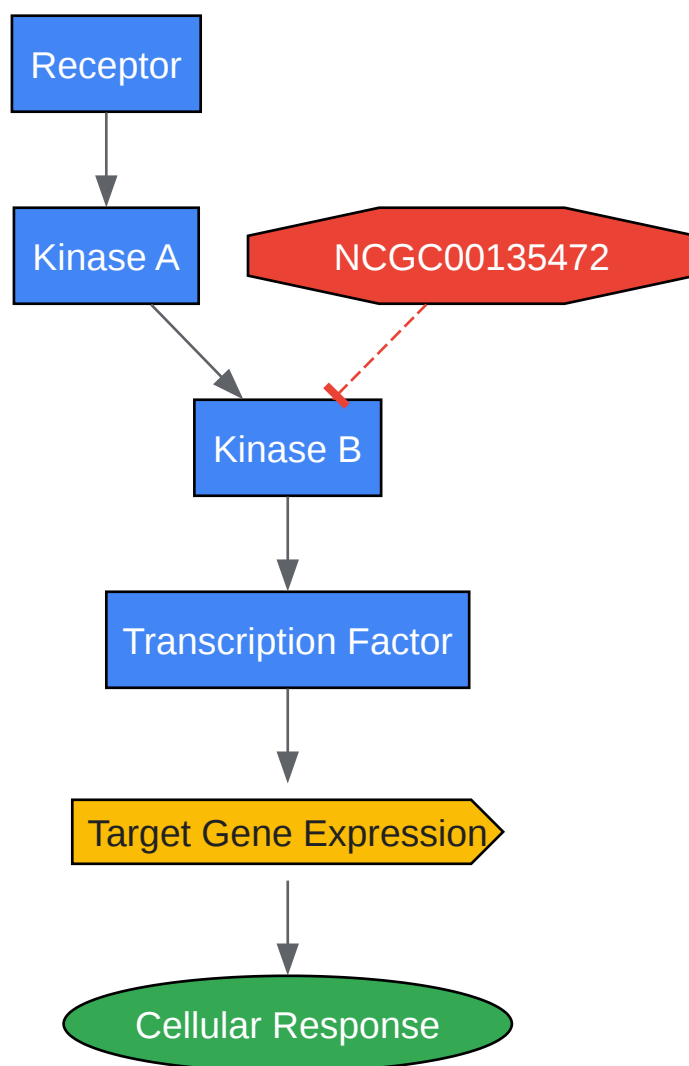 Receptor
Kinase A
NCGC00135472
Kinase B
Transcription Factor
Target Gene Expression
Cellular Response